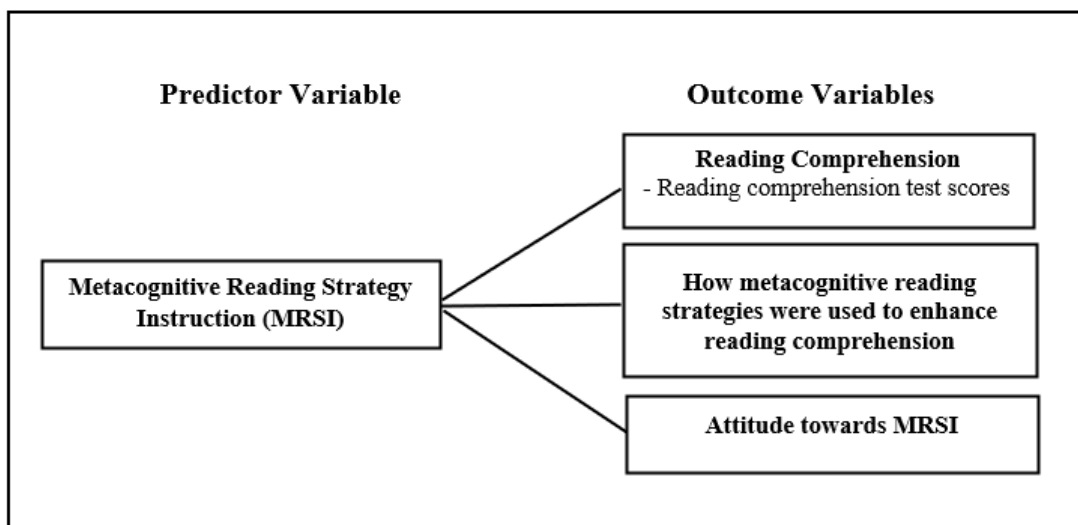 Predictor Variable
Metacognitive Reading Strategy
Instruction (MRSI)
Outcome Variables
Reading Comprehension
- Reading comprehension test scores
How metacognitive reading
strategies were used to enhance
reading comprehension
Attitude towards MRSI